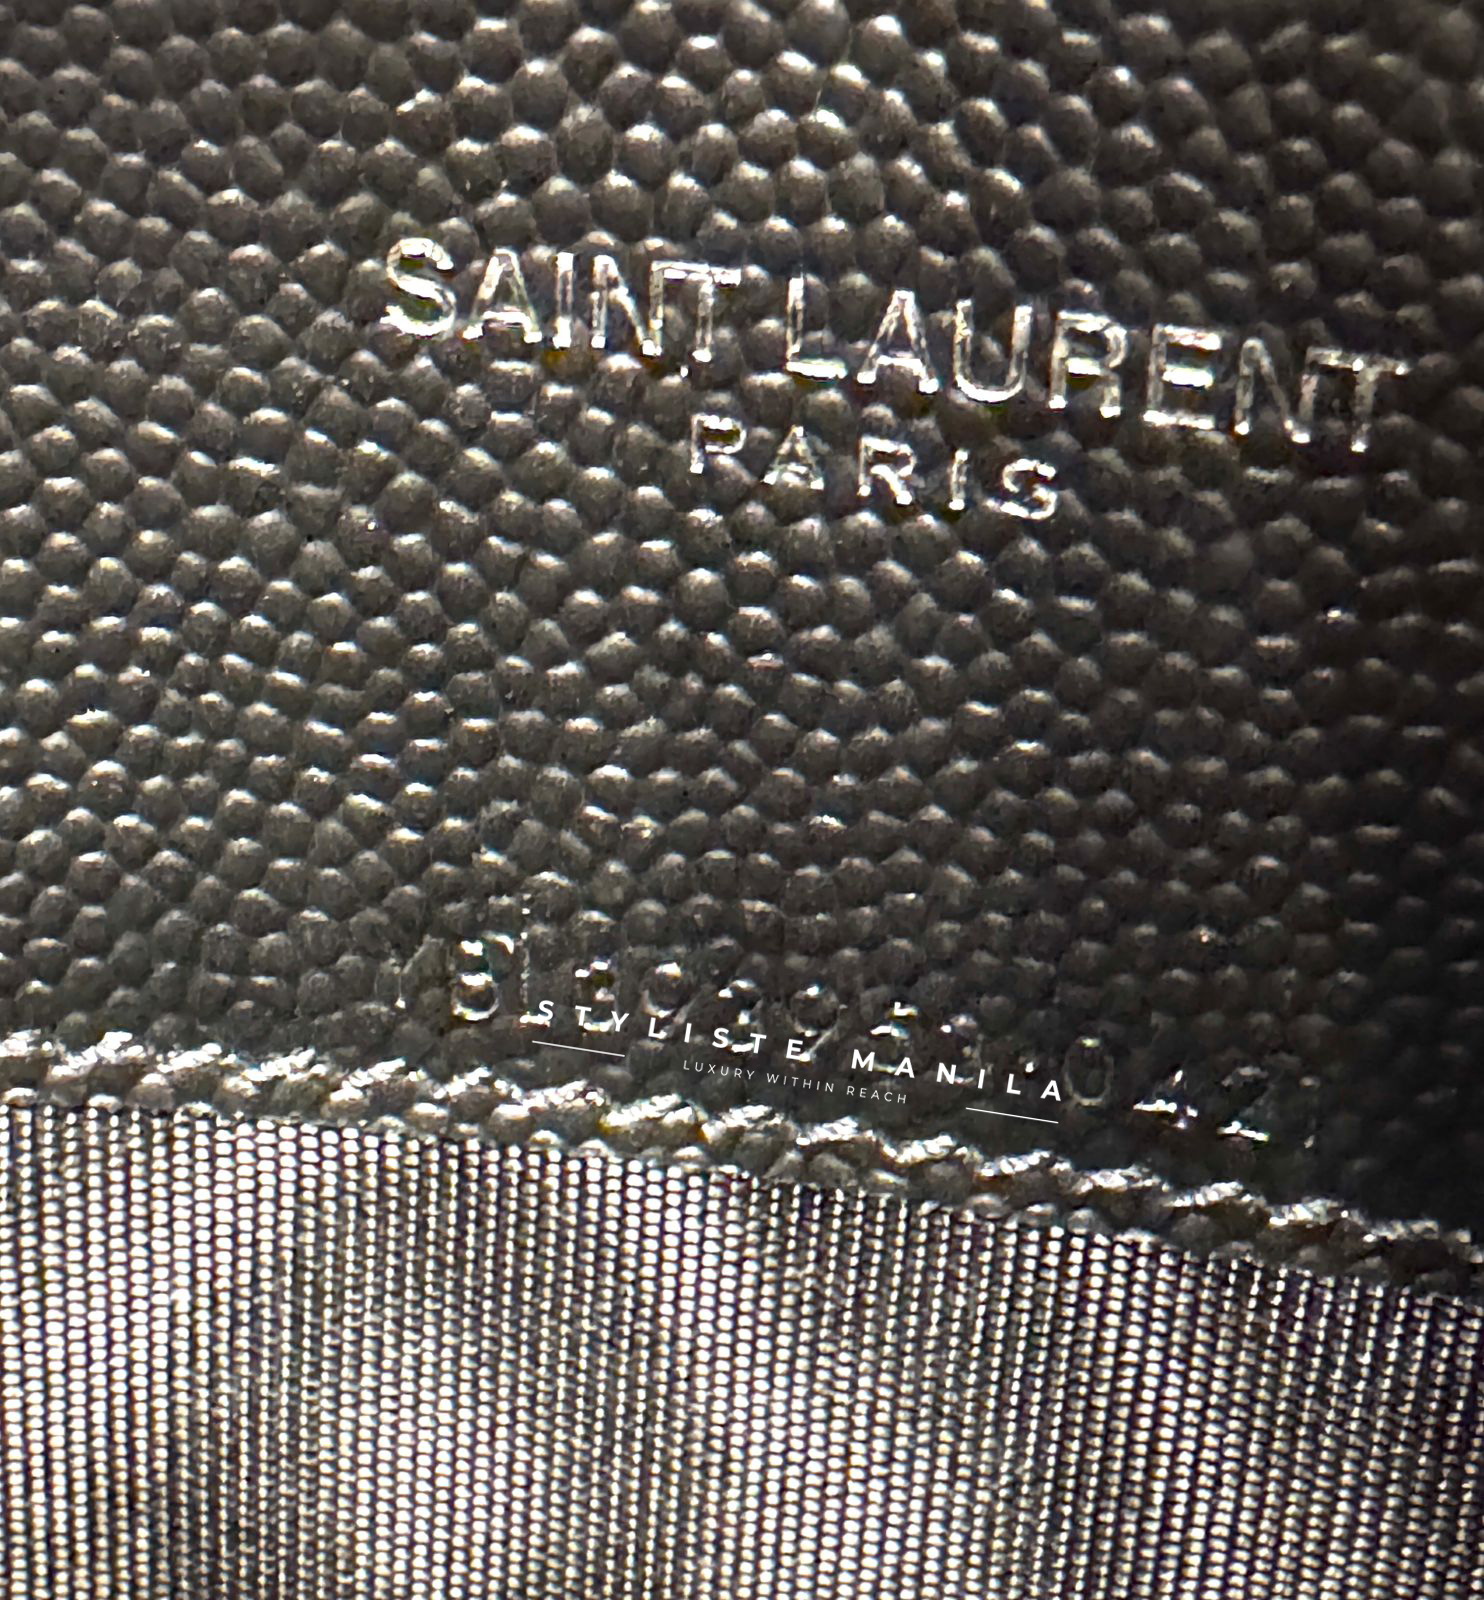 SAINT LAURENT
PARIS
STYLISTE MANILA
LUXURY WITHIN REACH